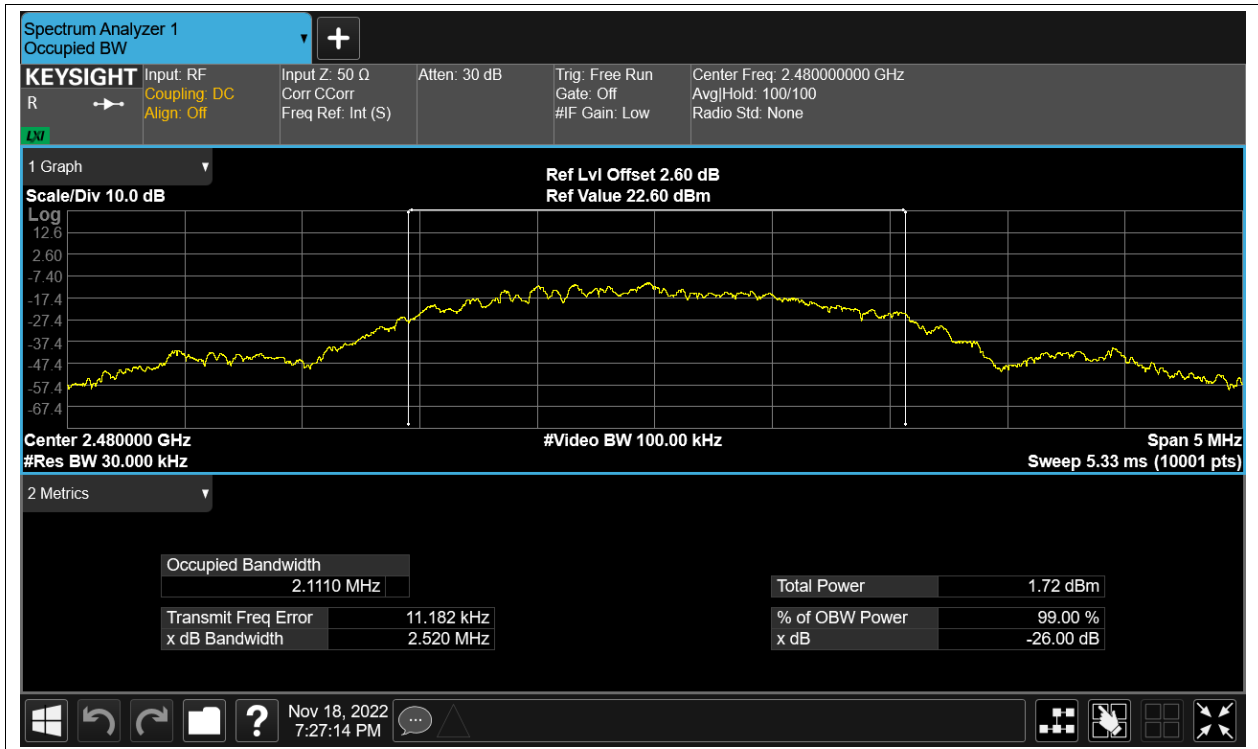 Spectrum Analyzer 1
Occupied BW
KEYSIGHT
R
LXI
Input: RF
Coupling: DC
Align: Off
Input Z: 50 Ω
Corr CCorr
Freq Ref: Int (S)
Atten: 30 dB
Trig: Free Run
Gate: Off
#IF Gain: Low
Center Freq: 2.480000000 GHz
Avg|Hold: 100/100
Radio Std: None
1 Graph
Ref Lvl Offset 2.60 dB
Scale/Div 10.0 dB
Ref Value 22.60 dBm
Log
12.6
2.60
-7.40
-17.4
-27.4
-37.4
-47.4
-57.4
-67.4
Center 2.480000 GHz
#Video BW 100.00 kHz
Span 5 MHz
#Res BW 30.000 kHz
Sweep 5.33 ms (10001 pts)
2 Metrics
Occupied Bandwidth
2.1110 MHz
Total Power 1.72 dBm
Transmit Freq Error 11.182 kHz
% of OBW Power 99.00 %
x dB Bandwidth 2.520 MHz
x dB -26.00 dB
?
Nov 18, 2022
7:27:14 PM